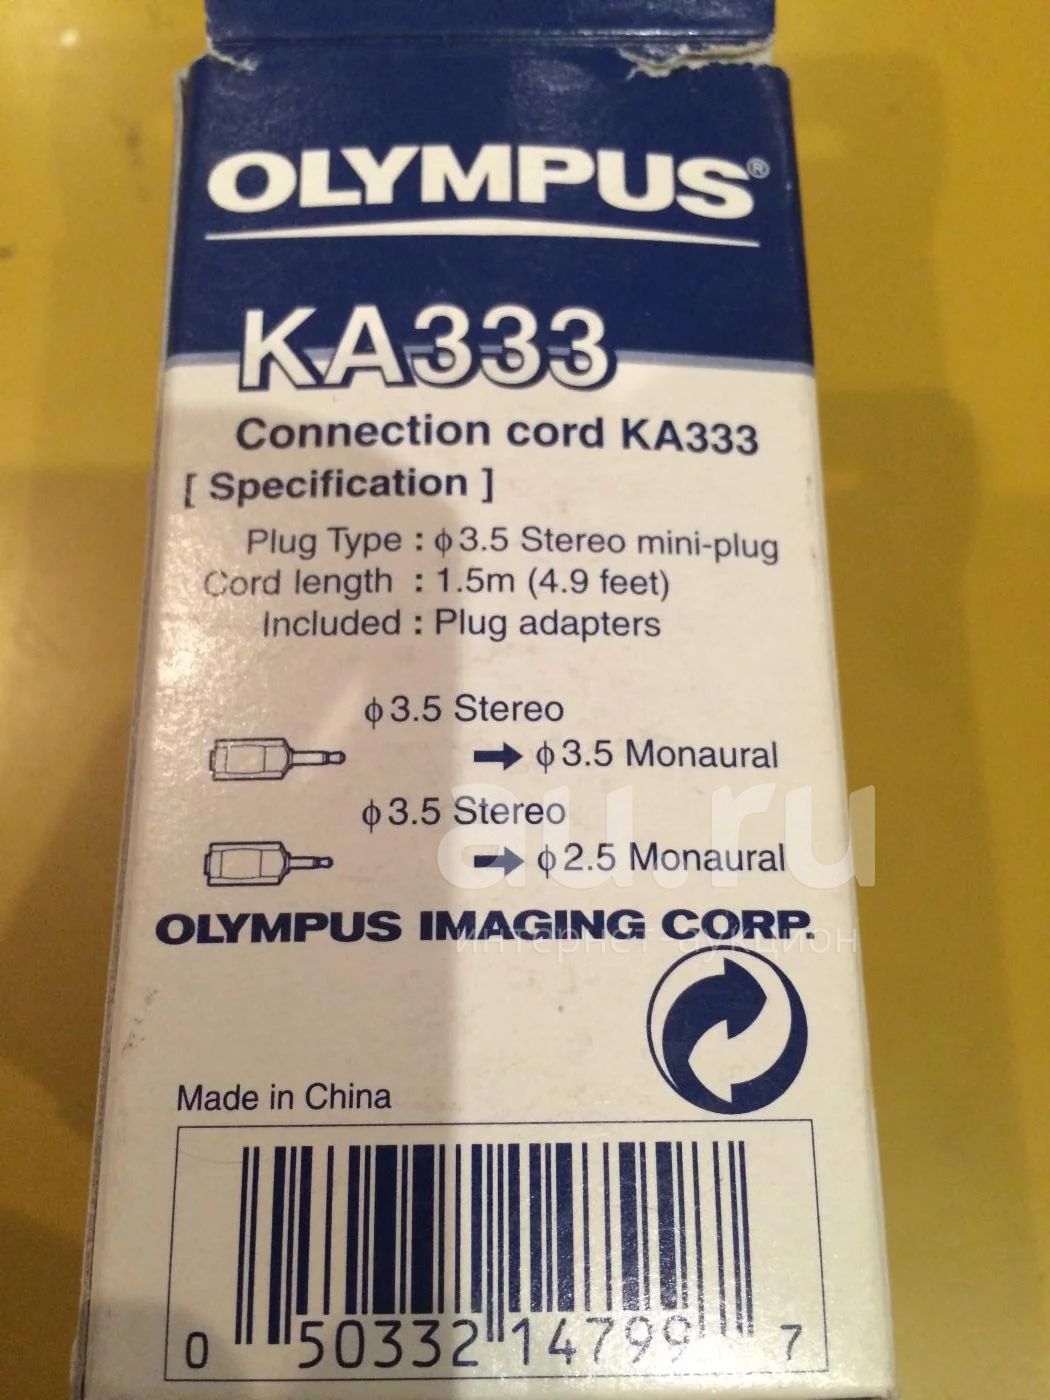 OLYMPUS®
KA333
Connection cord KA333
[ Specification ]
Plug Type : ϕ3.5 Stereo mini-plug
Cord length : 1.5m (4.9 feet)
Included : Plug adapters
ϕ3.5 Stereo
➡ ϕ3.5 Monaural
ϕ3.5 Stereo
➡ ϕ2.5 Monaural
au.ru
OLYMPUS IMAGING CORP.
интернет-аукцион
Made in China
0 50332 14799 7